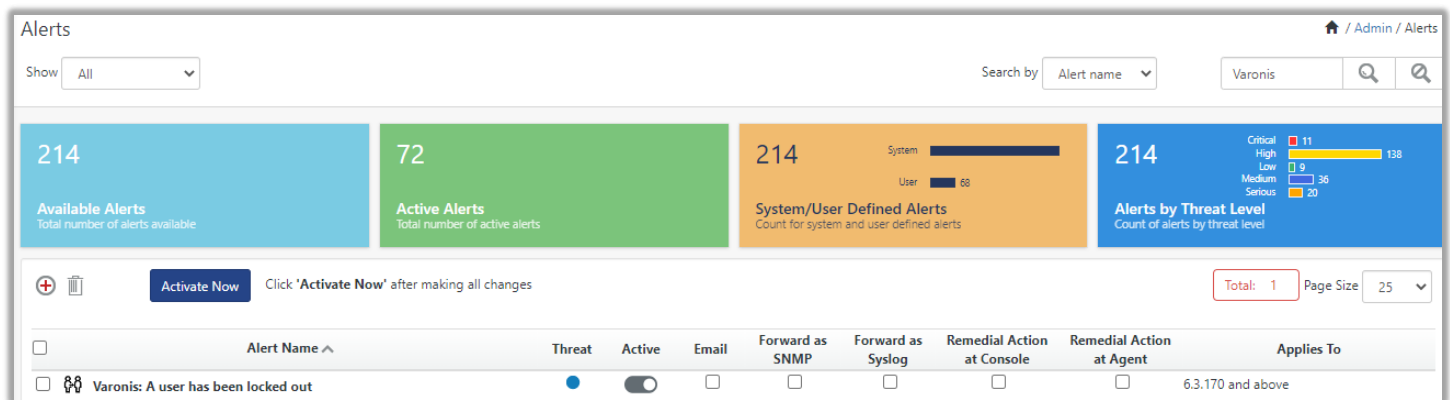 Alerts
/ Admin / Alerts
Show All
Search by Alert name Varonis
214
Available Alerts
Total number of alerts available
72
Active Alerts
Total number of active alerts
214
System
User 68
System/User Defined Alerts
Count for system and user defined alerts
214
Critical 11
High 138
Low 9
Medium 36
Serious 20
Alerts by Threat Level
Count of alerts by threat level
Activate Now Click 'Activate Now' after making all changes
Total: 1 Page Size 25
Alert Name Threat Active Email Forward as SNMP Forward as Syslog Remedial Action at Console Remedial Action at Agent Applies To
Varonis: A user has been locked out 6.3.170 and above